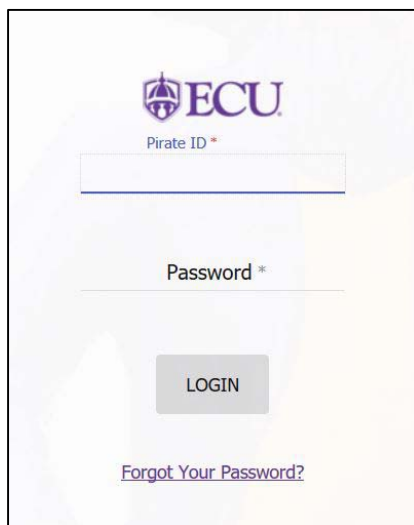 ECU
Pirate ID *
Password *
LOGIN
Forgot Your Password?